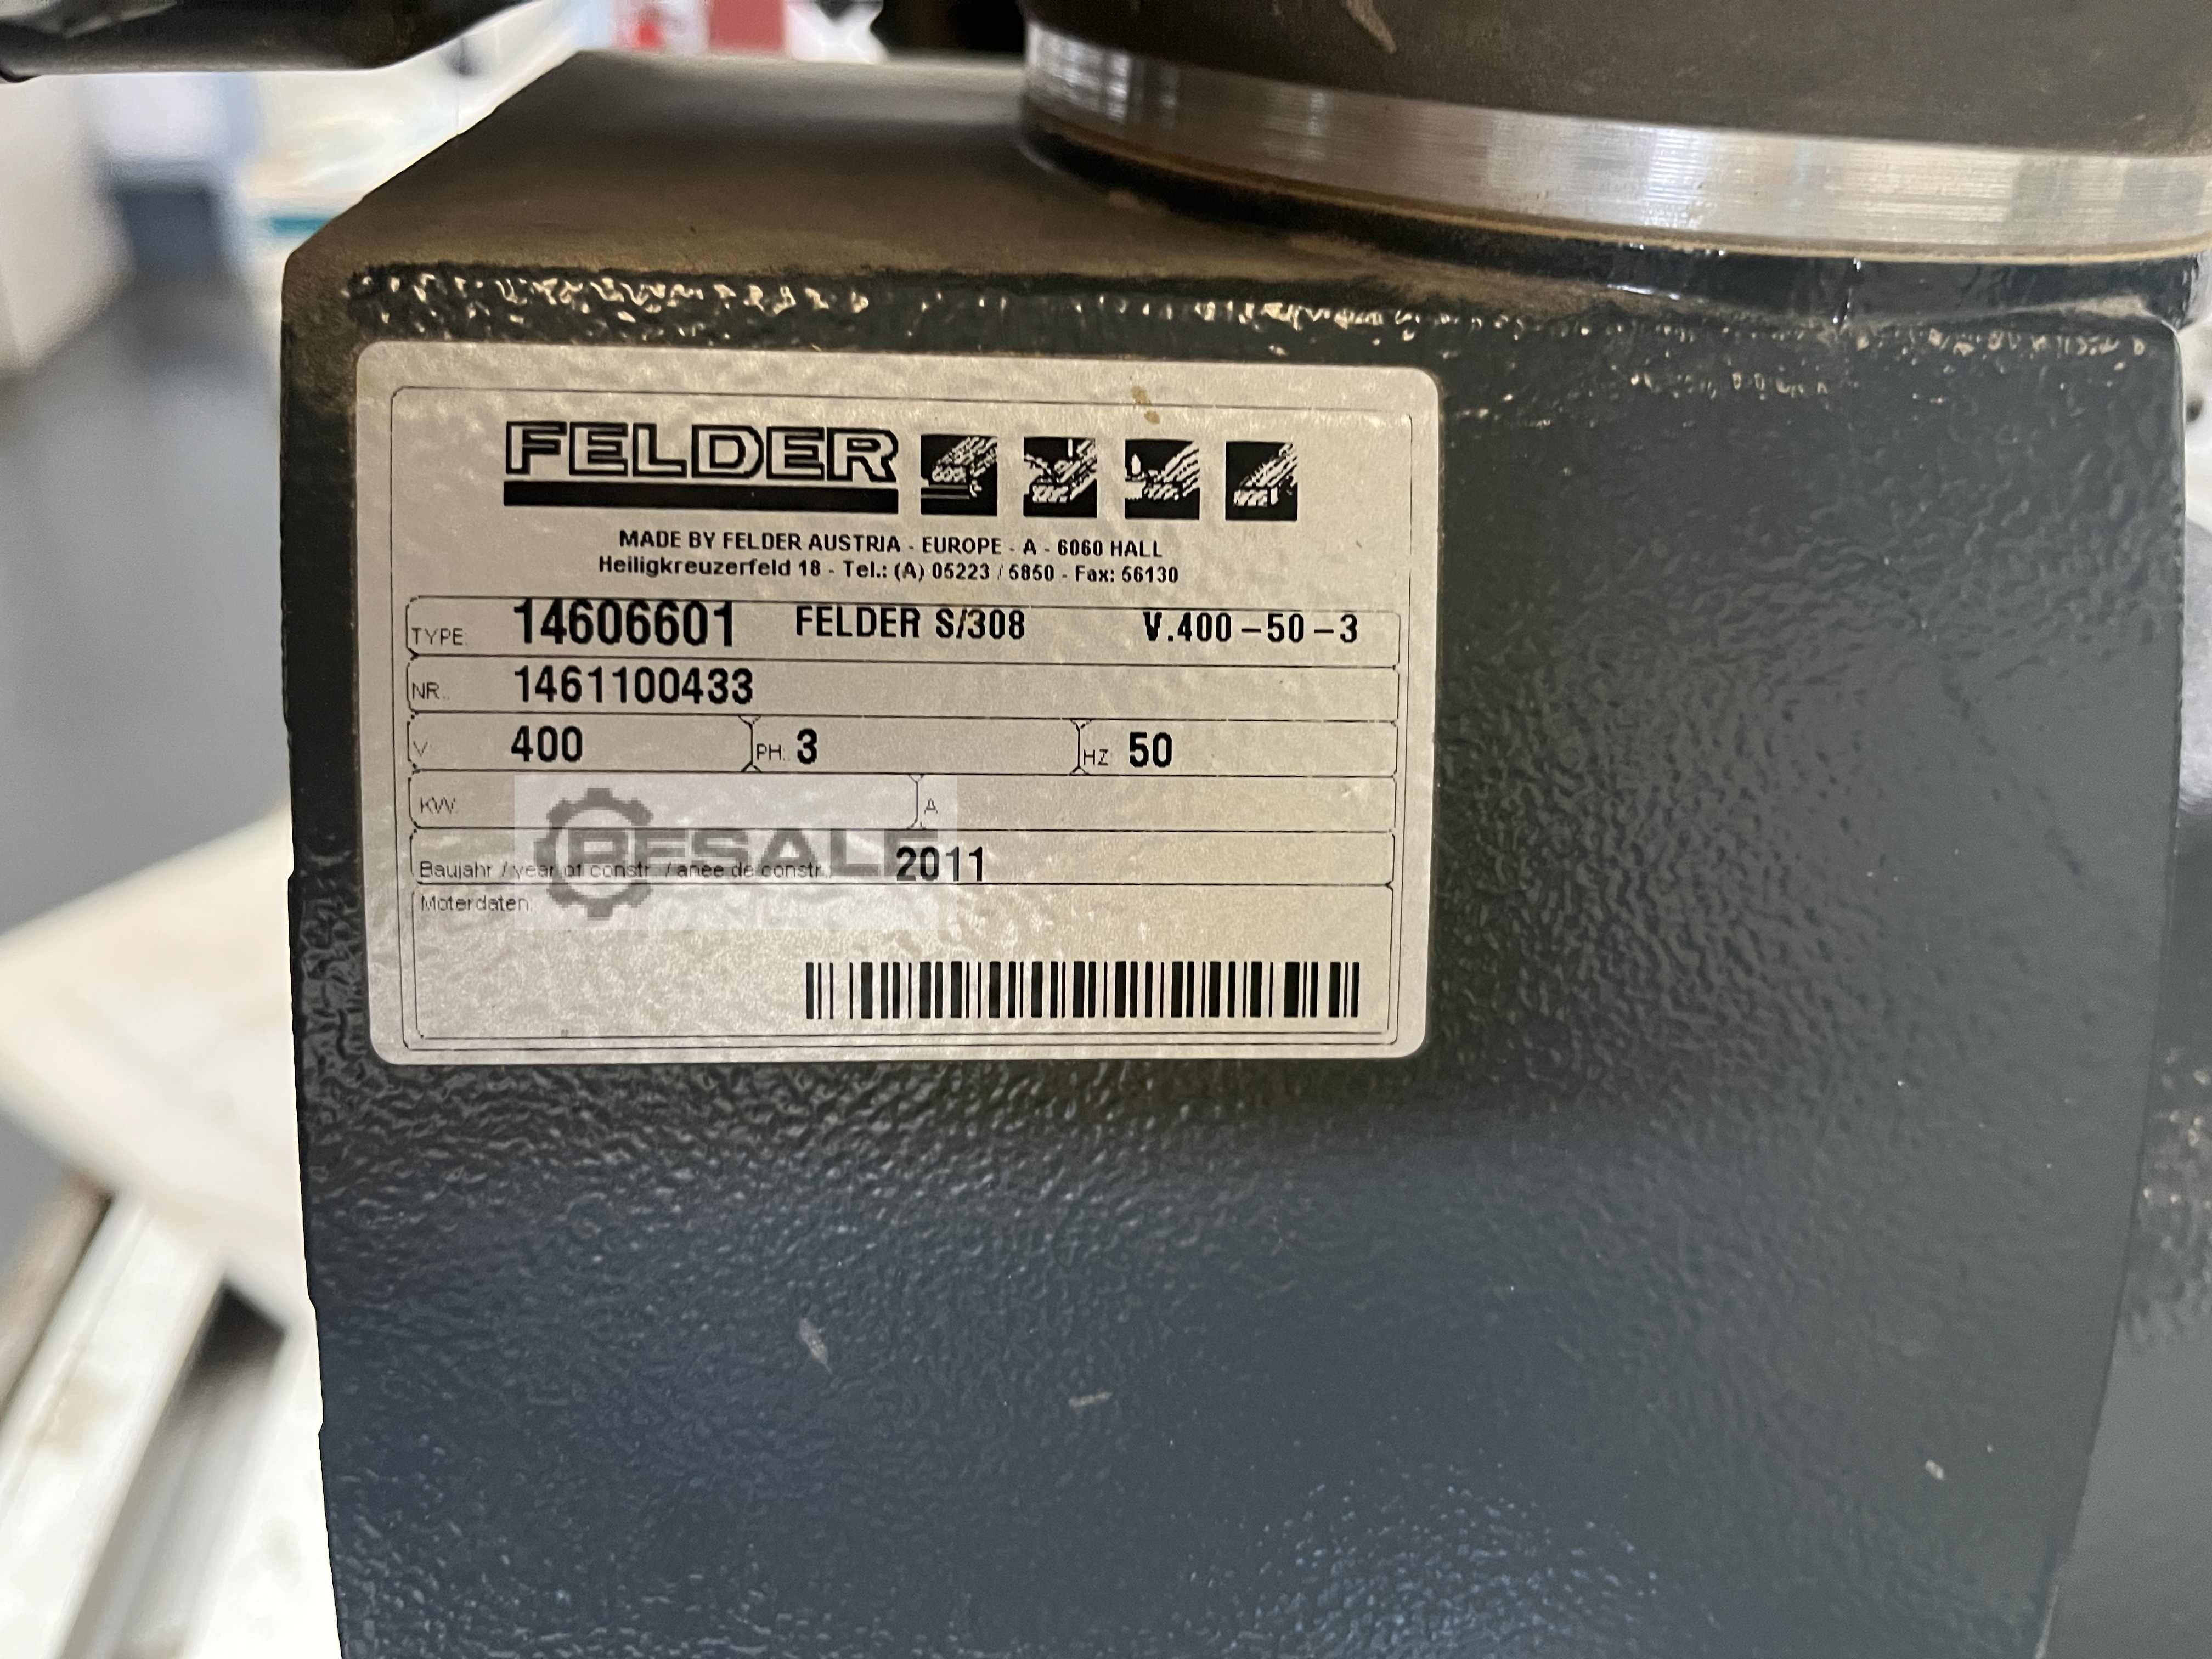 FELDER
MADE BY FELDER AUSTRIA - EUROPE - A - 6060 HALL
Heiligkreuzerfeld 18 - Tel.: (A) 05223 / 5850 - Fax: 56130
TYPE: 14606601 FELDER S/308 V.400-50-3
NR.: 1461100433
V 400 PH.: 3 HZ 50
KW: A
Baujahr / year of constr. / anee de constr.: 2011
RESALE
Moterdaten: